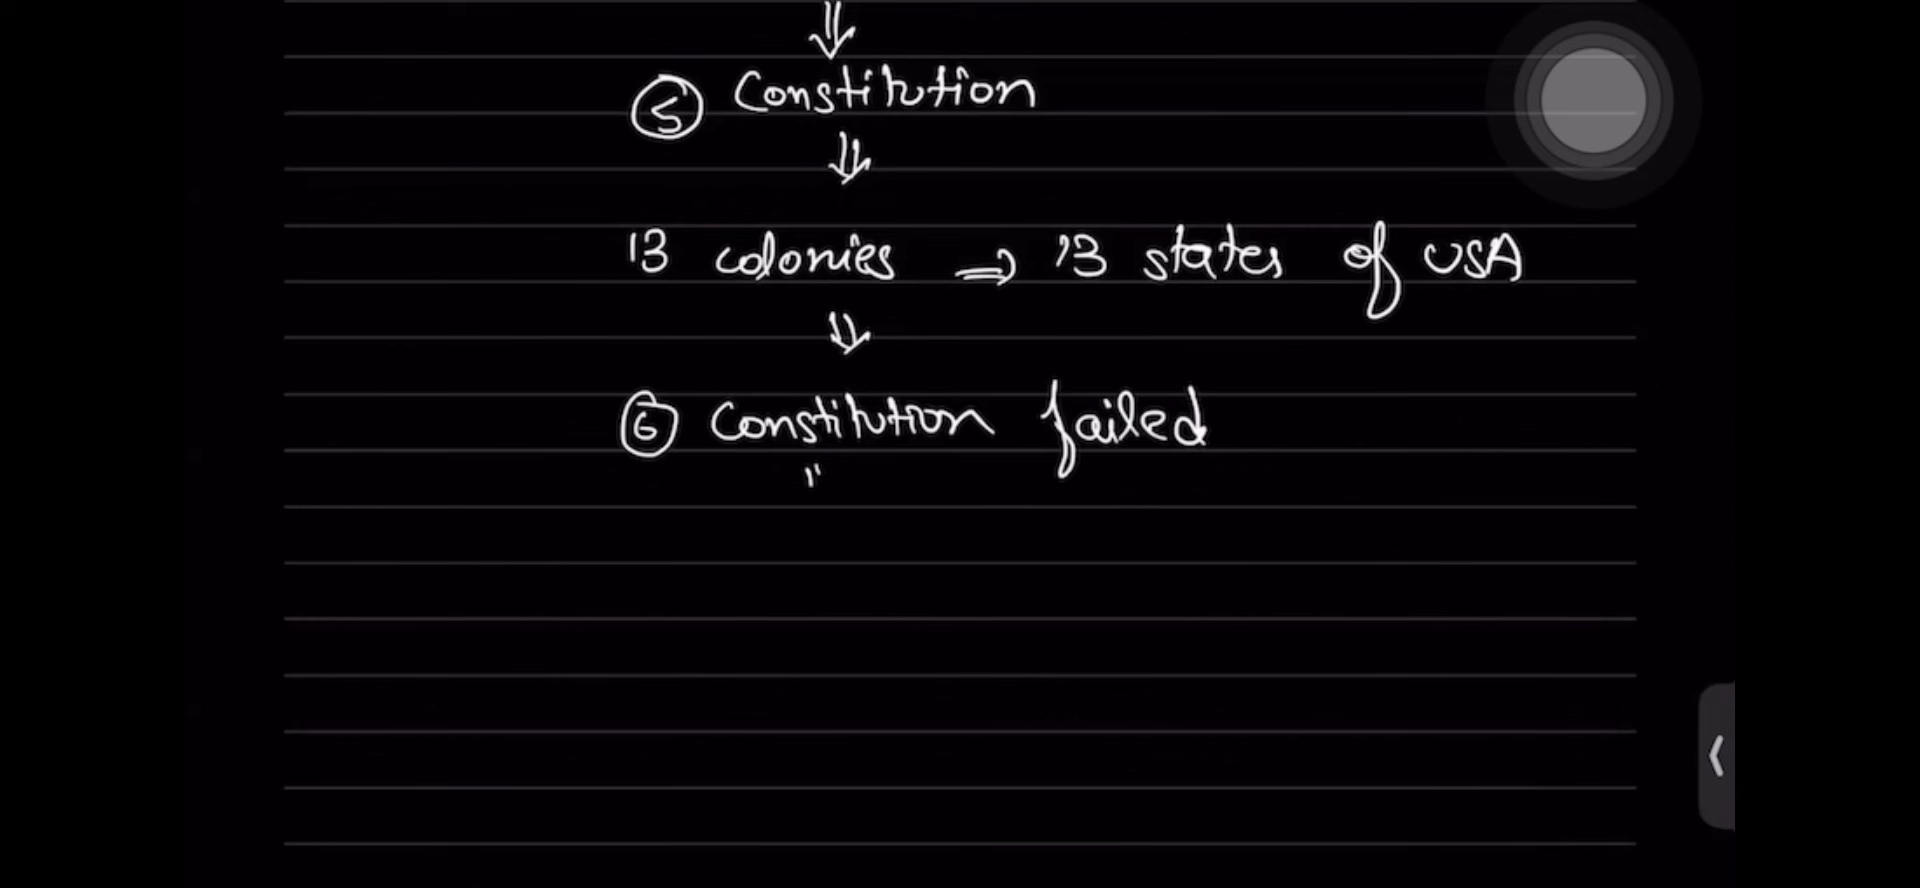 ⇓
⑤ Constitution
⇓
13 colonies ⇒ 13 states of USA
⇓
⑥ Constitution failed
"